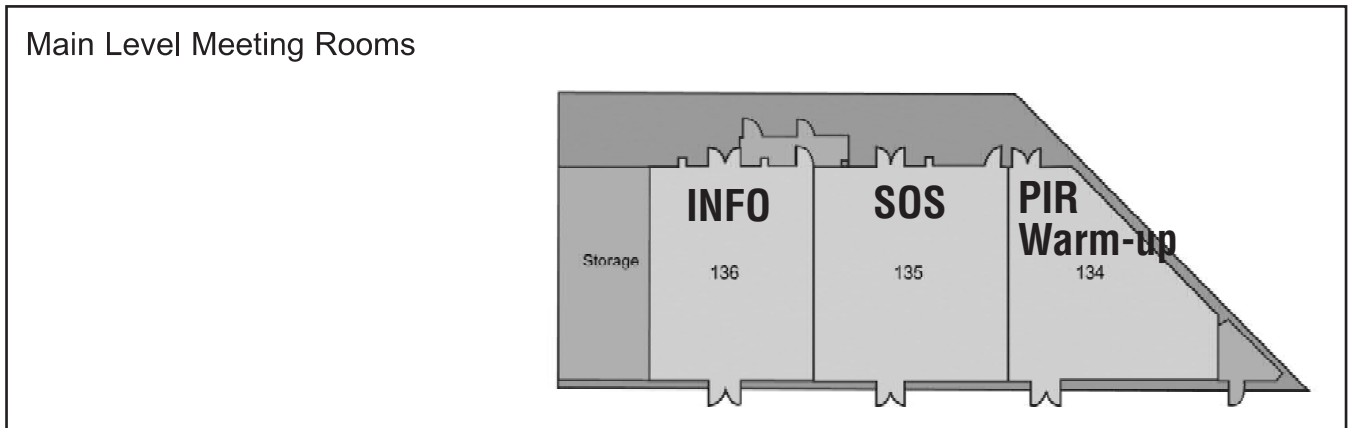 Main Level Meeting Rooms
INFO
SOS
PIR
Warm-up
Storage
136
135
134